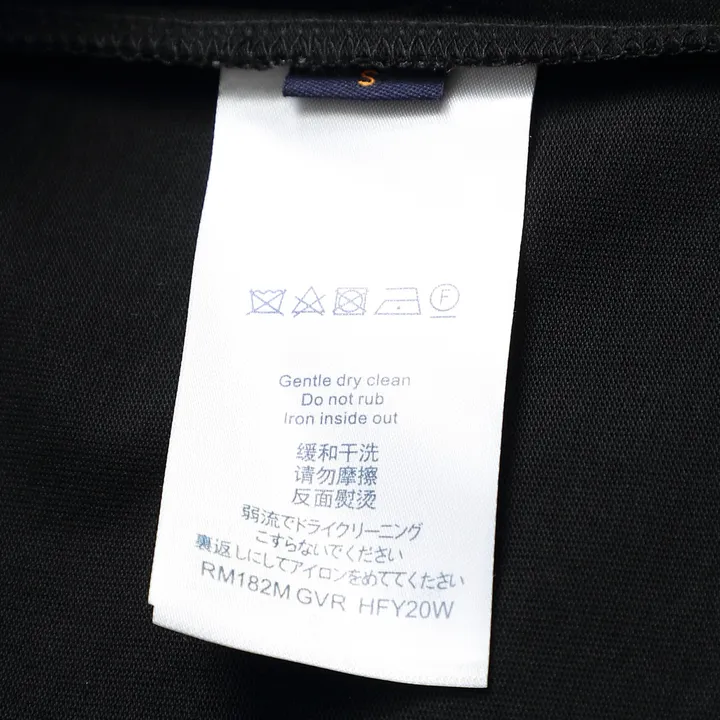 S
F
Gentle dry clean
Do not rub
Iron inside out
缓和干洗
请勿摩擦
反面熨烫
弱流でドライクリーニング
こすらないでください
裏返しにしてアイロンをめててください
RM182M GVR HFY20W